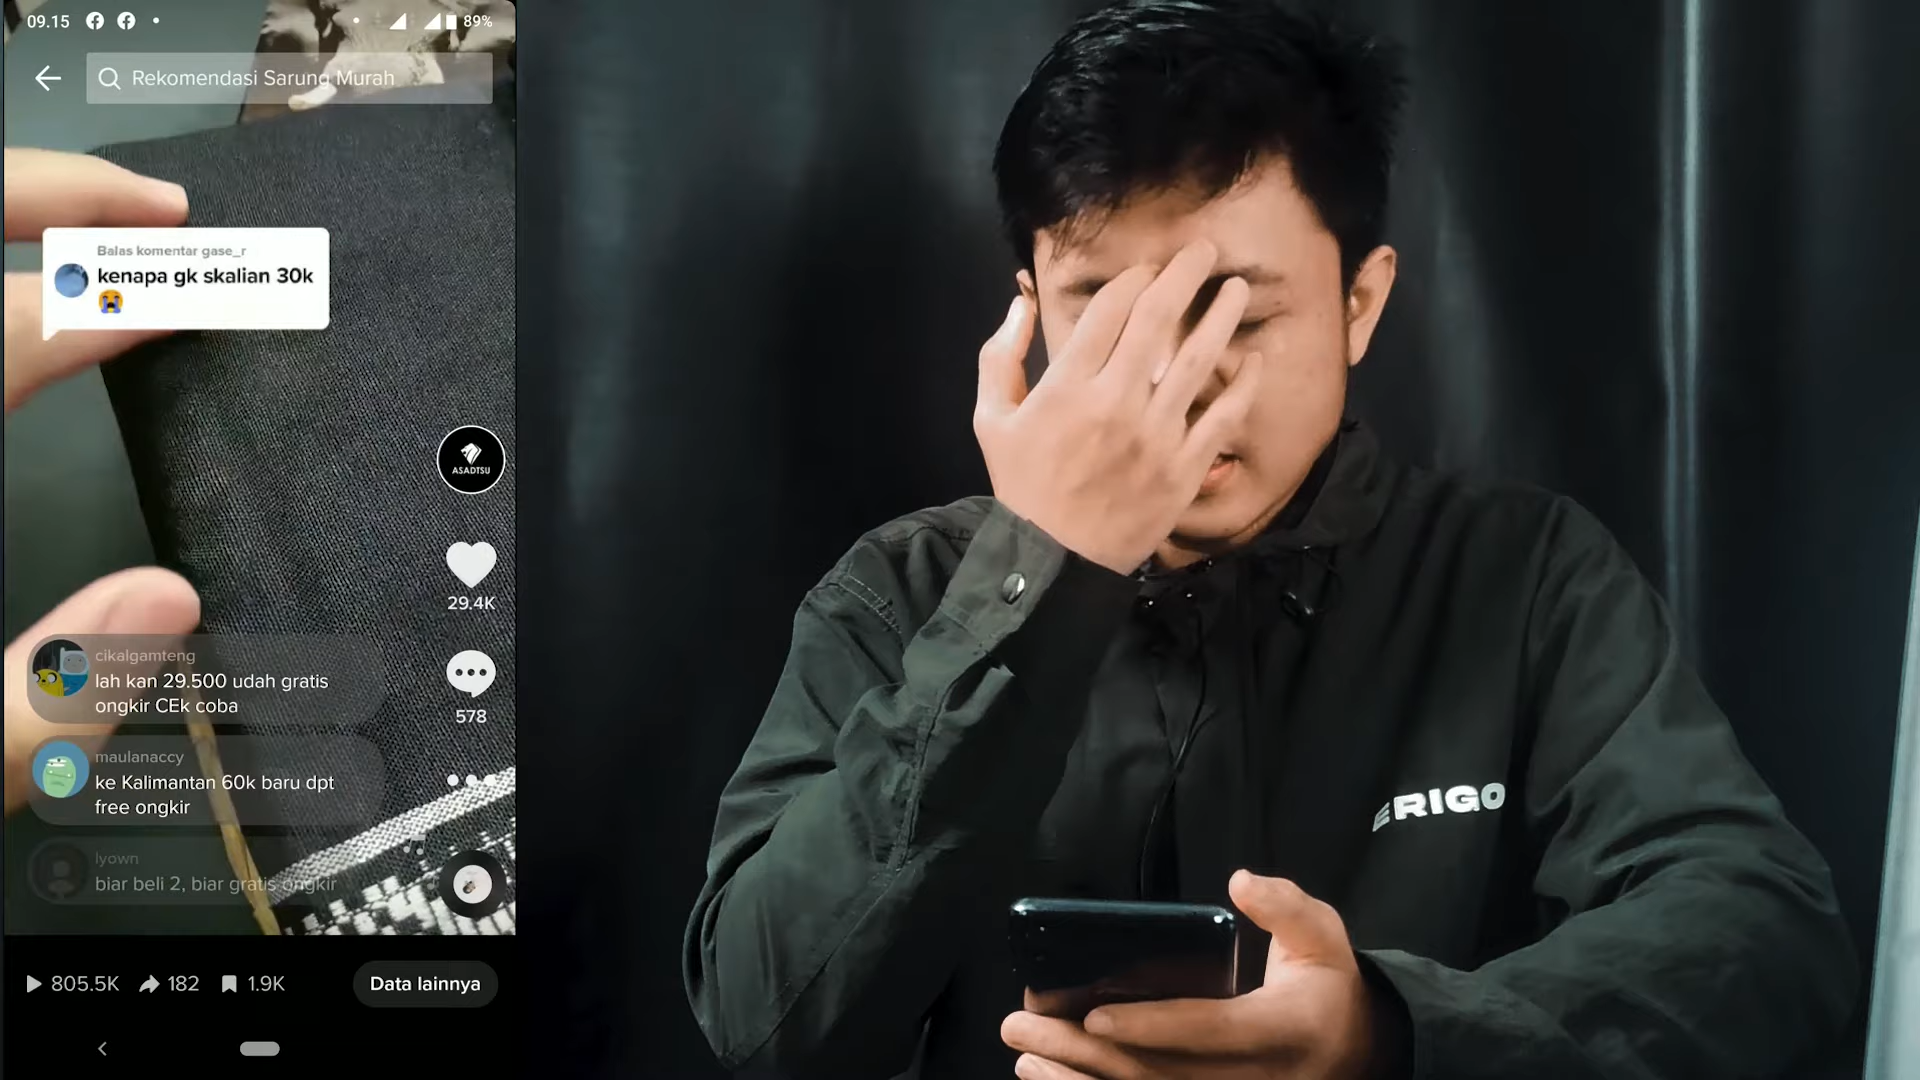 09.15
89%
Rekomendasi Sarung Murah
Balas komentar gase_r
kenapa gk skalian 30k
😭
ASADTSU
29.4K
578
cikalgamteng
lah kan 29.500 udah gratis
ongkir CEk coba
maulanaccy
ke Kalimantan 60k baru dpt
free ongkir
lyown
biar beli 2, biar gratis ongkir
805.5K
182
1.9K
Data lainnya
ERIGO